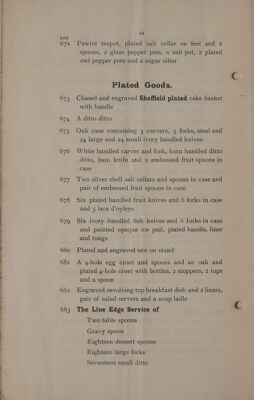 44
LOT
672 Pewter teapot, plated salt cellar on feet and 2
spoons, 2 glass pepper pots, a salt pot, 2 plated
owl pepper pots and a sugar sifter
Plated Goods.
673 Chased and engraved Sheffield plated cake basket
with handle
674 A ditto ditto
675 Oak case containing 3 carvers, 5 forks, steel and
24 large and 24 small ivory handled knives
676 White handled carver and fork, horn handled ditto
ditto, ham knife and 2 embossed fruit spoons in
case
677 Two silver shell salt cellars and spoons in case and
pair of embossed fruit spoons in case
678 Six plated handled fruit knives and 6 forks in case
and 5 lace d'oyleys
679 Six ivory handled fish knives and 6 forks in case
and painted opaque ice pail, plated handle, liner
and tongs
680 Plated and engraved urn on stand
681 A 4-hole egg cruet and spoons and an oak and
plated 4-hole cruet with bottles, 2 stoppers, 2 tops
and a spoon
682 Engraved revolving top breakfast dish and 2 liners,
pair of salad servers and a soup ladle
683 The Line Edge Service of
Two table spoons
Gravy spoon
Eighteen dessert spoons
Eighteen large forks
Seventeen small ditto